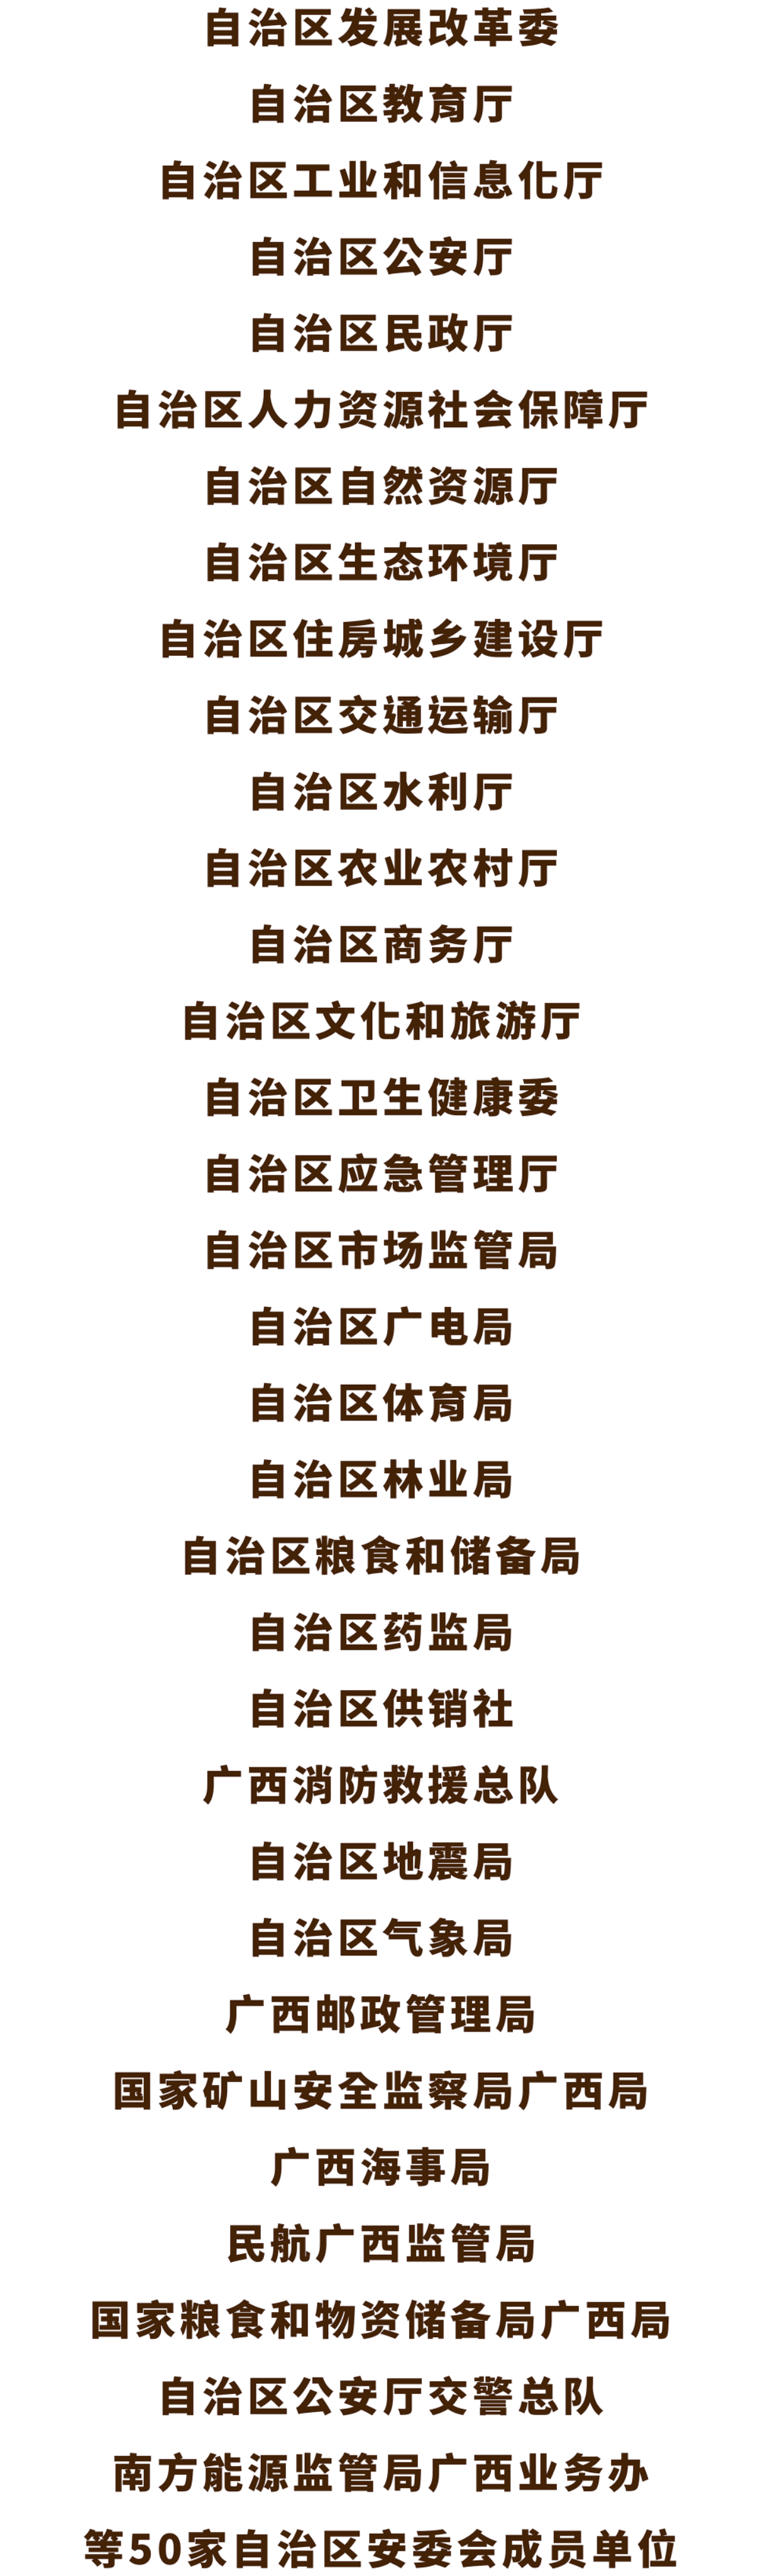 自治区发展改革委
自治区教育厅
自治区工业和信息化厅
自治区公安厅
自治区民政厅
自治区人力资源社会保障厅
自治区自然资源厅
自治区生态环境厅
自治区住房城乡建设厅
自治区交通运输厅
自治区水利厅
自治区农业农村厅
自治区商务厅
自治区文化和旅游厅
自治区卫生健康委
自治区应急管理厅
自治区市场监管局
自治区广电局
自治区体育局
自治区林业局
自治区粮食和储备局
自治区药监局
自治区供销社
广西消防救援总队
自治区地震局
自治区气象局
广西邮政管理局
国家矿山安全监察局广西局
广西海事局
民航广西监管局
国家粮食和物资储备局广西局
自治区公安厅交警总队
南方能源监管局广西业务办
等50家自治区安委会成员单位